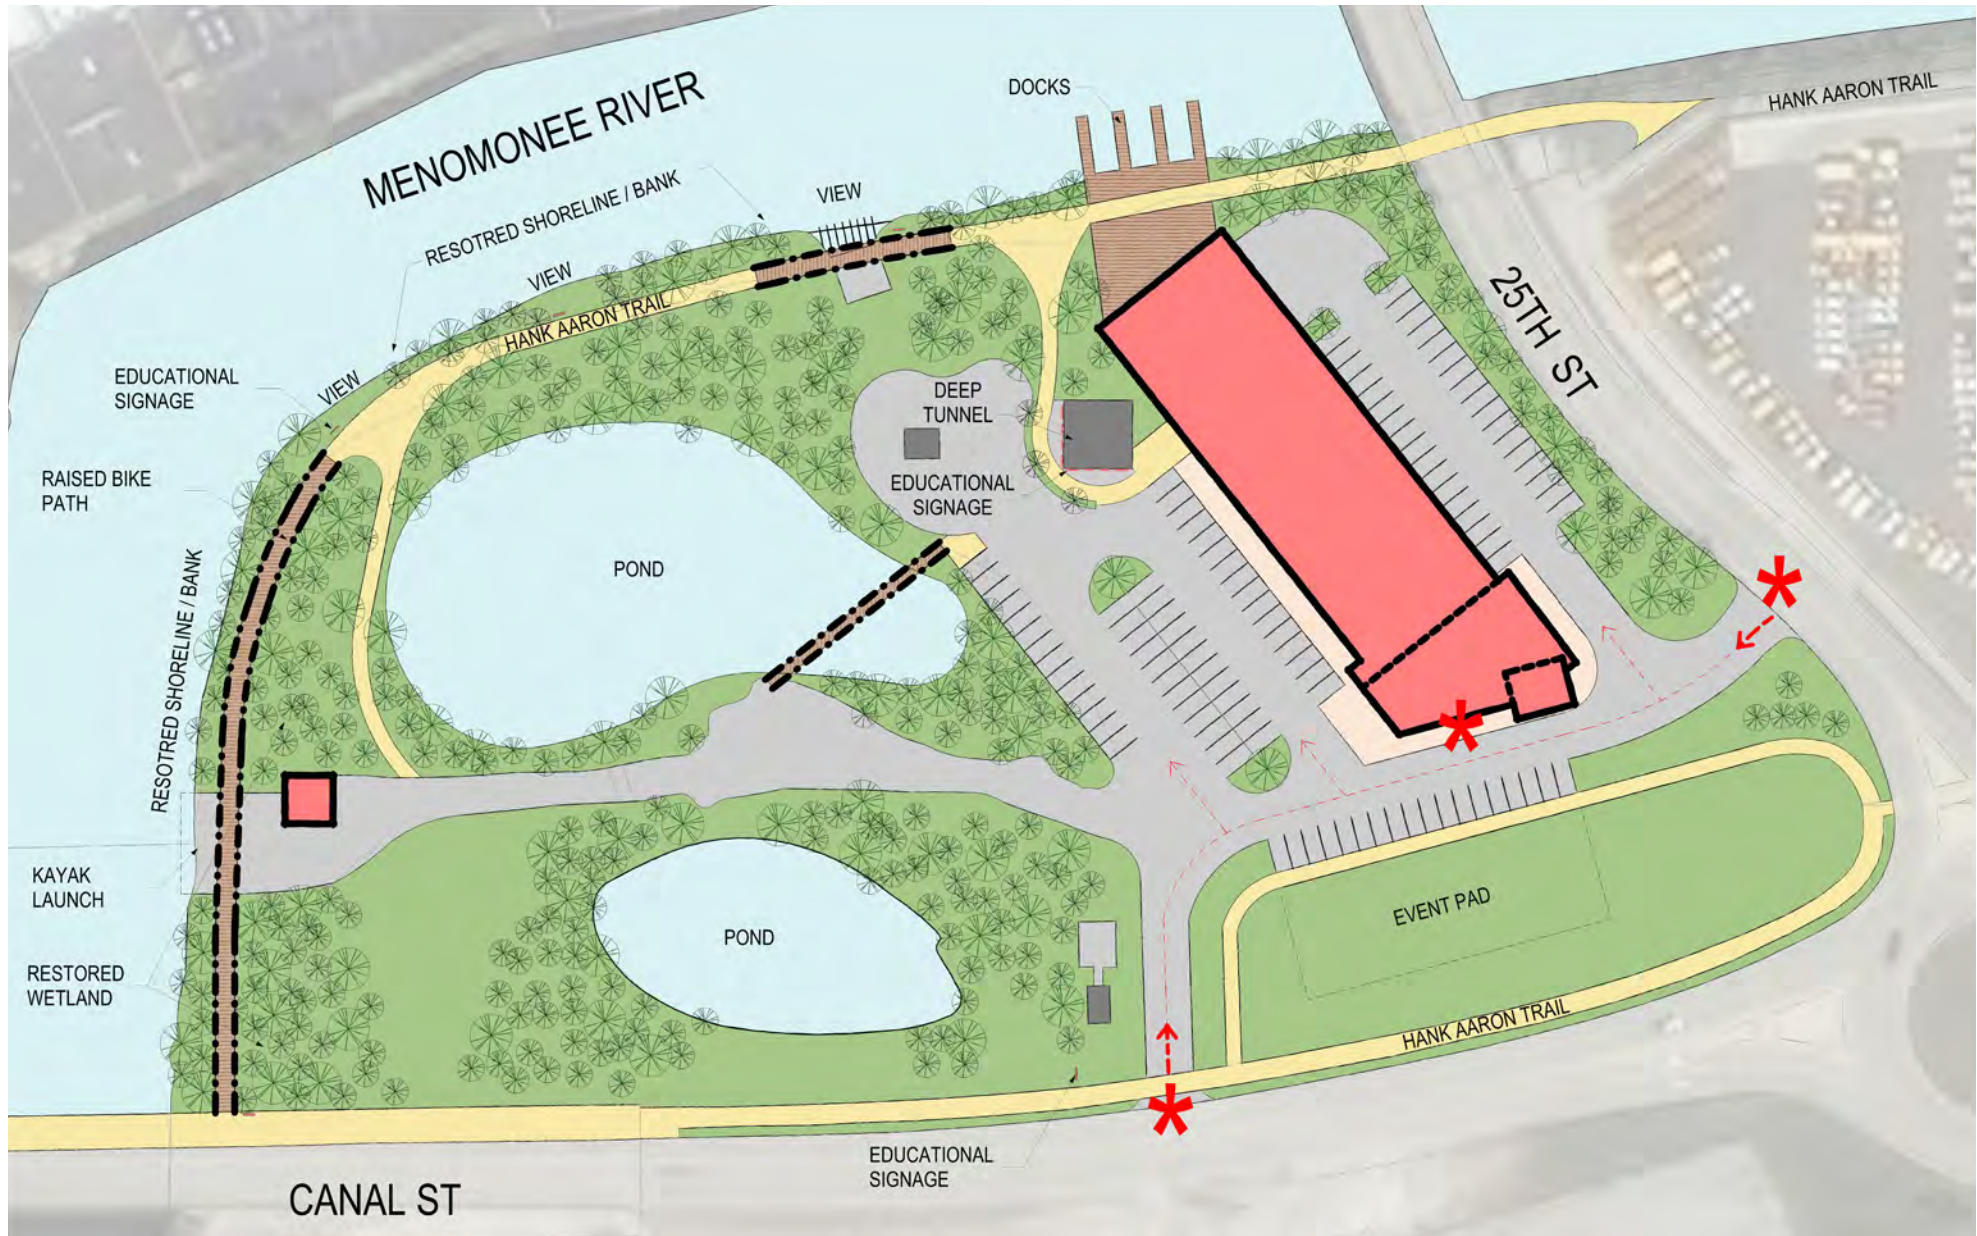 DOCKS
HANK AARON TRAIL
MENOMONEE RIVER
RESOTRED SHORELINE / BANK
VIEW
VIEW
25TH ST
HANK AARON TRAIL
EDUCATIONAL
SIGNAGE
VIEW
DEEP
TUNNEL
RAISED BIKE
PATH
EDUCATIONAL
SIGNAGE
RESOTRED SHORELINE / BANK
POND
KAYAK
LAUNCH
EVENT PAD
POND
RESTORED
WETLAND
HANK AARON TRAIL
EDUCATIONAL
SIGNAGE
CANAL ST